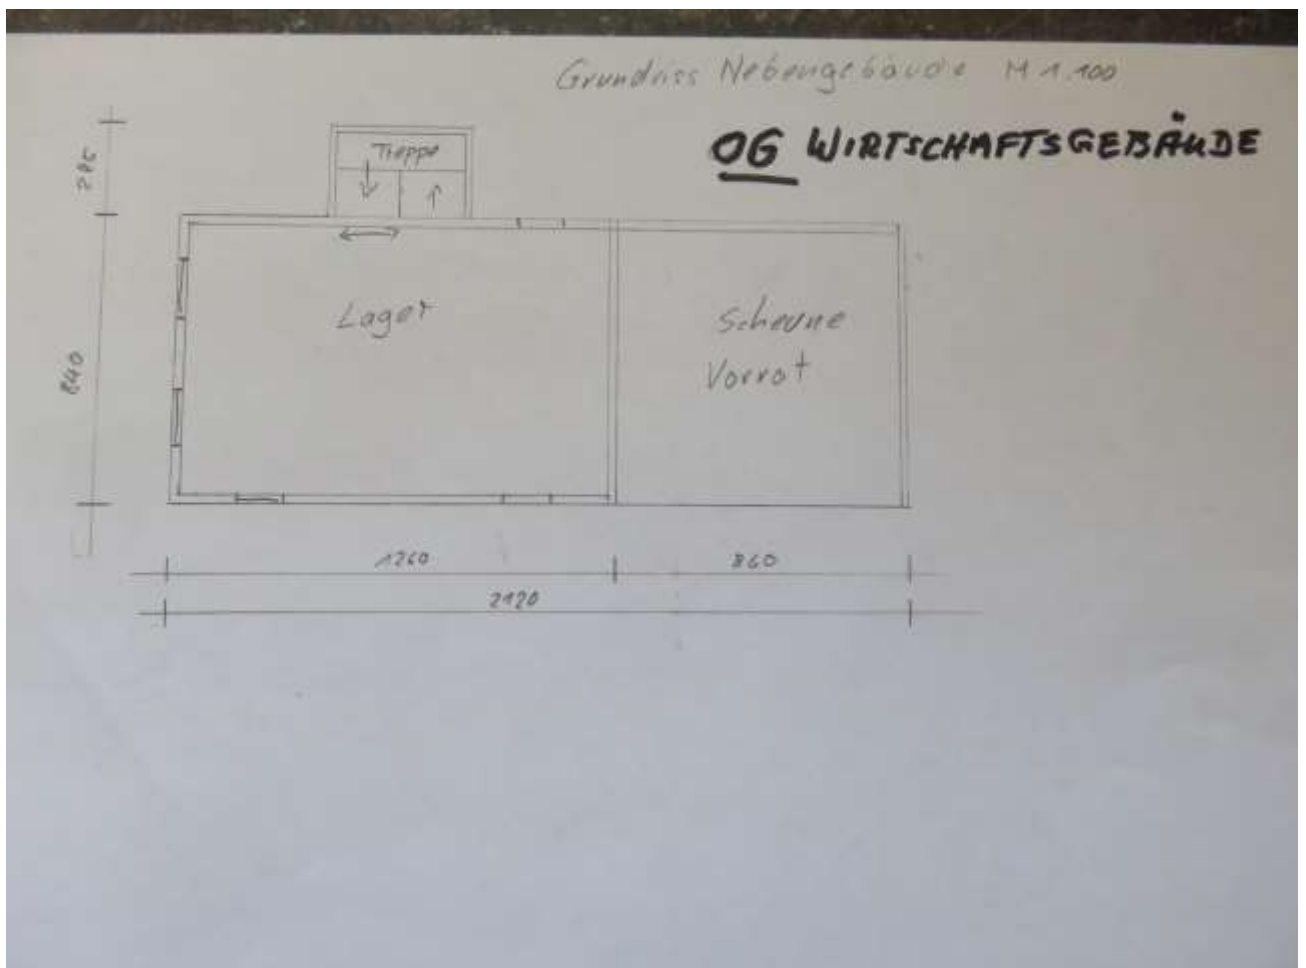 Grundriss Nebengebäude M 1:100
OG WIRTSCHAFTSGEBÄUDE
Treppe
Lager
Scheune
Vorrat
840
1260
860
2120